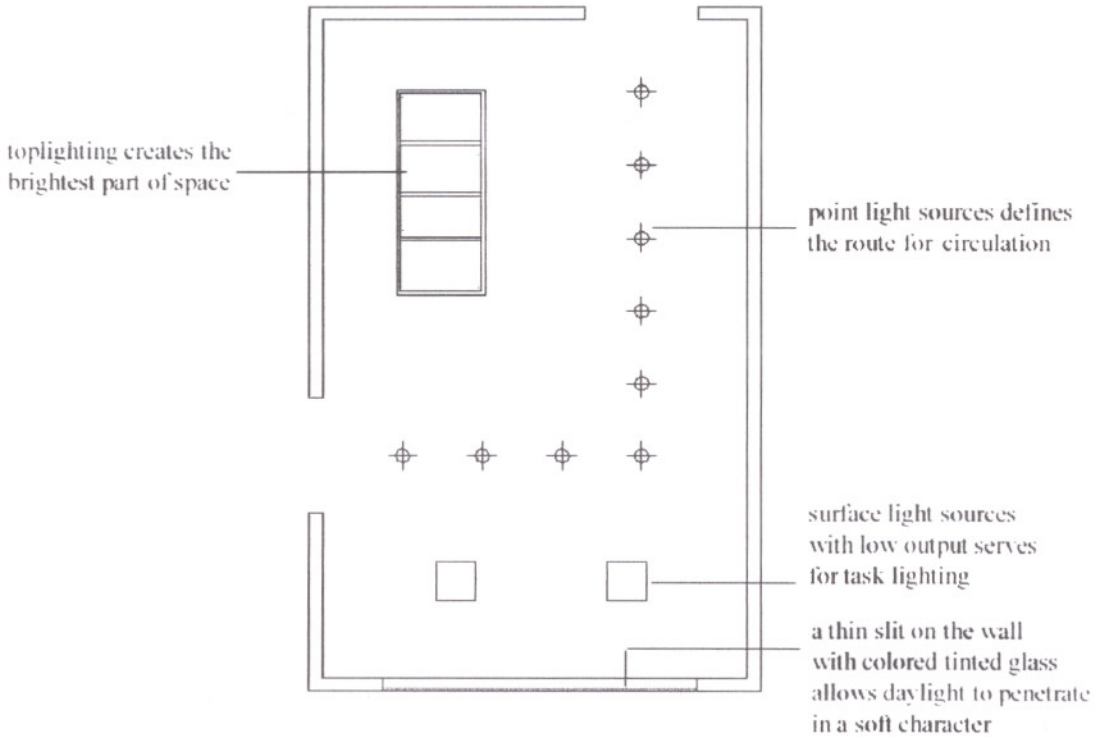 toplighting creates the
brightest part of space
point light sources defines
the route for circulation
surface light sources
with low output serves
for task lighting
a thin slit on the wall
with colored tinted glass
allows daylight to penetrate
in a soft character